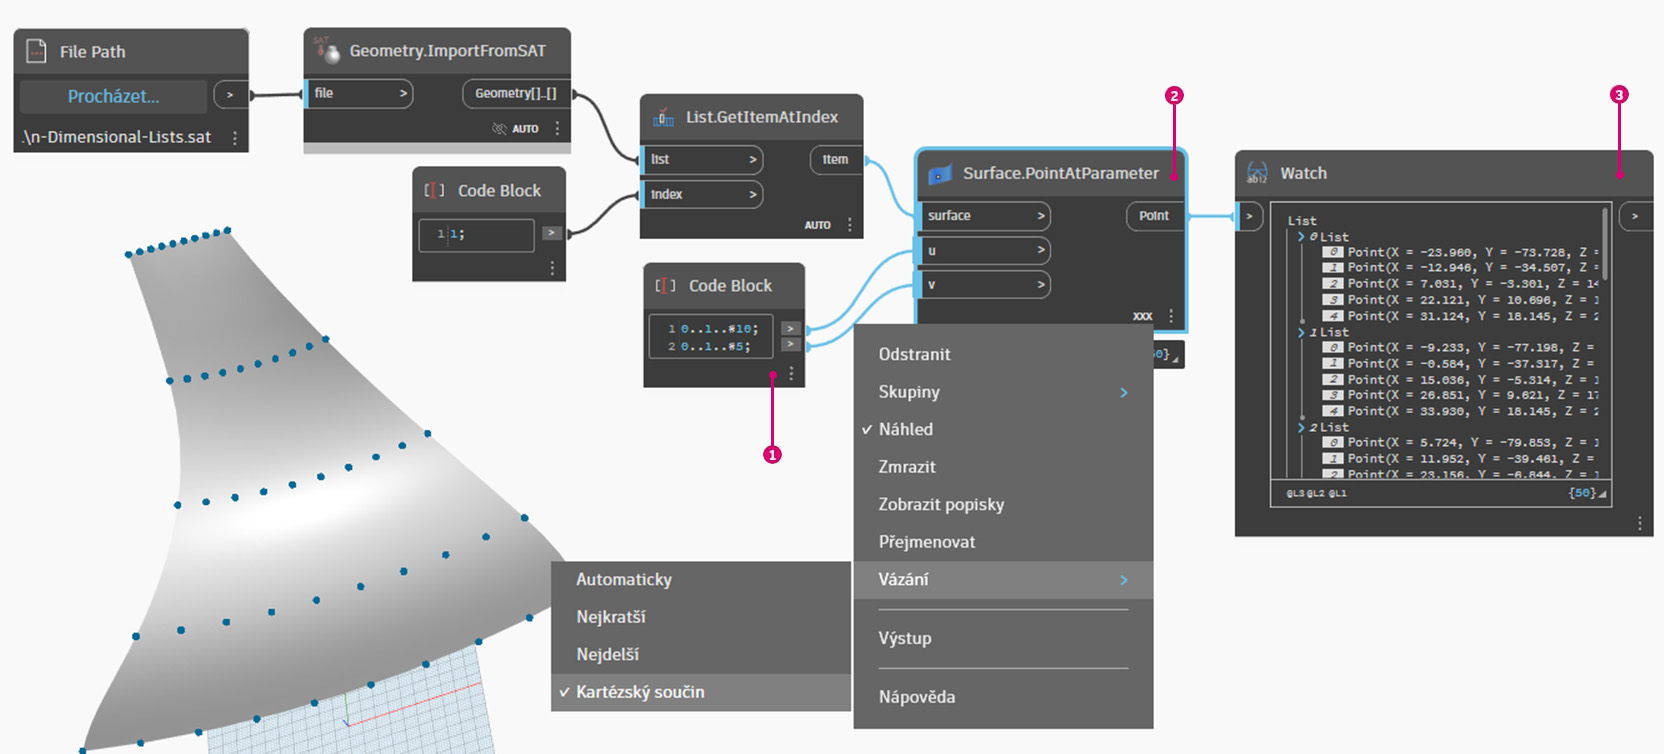 File Path
Procházet...
>
.\n-Dimensional-Lists.sat
SAT
Geometry.ImportFromSAT
file >
Geometry[]..[]
AUTO
Code Block
1 1;
>
List.GetItemAtIndex
list >
item
index >
AUTO
Code Block
1 0..1..#10;
2 0..1..#5;
>
>
1
2
Surface.PointAtParameter
surface >
Point
u >
v >
XXX
3
Watch
>
>
List
0 List
0 Point(X = -23.960, Y = -73.728, Z =
1 Point(X = -12.946, Y = -34.507, Z =
2 Point(X = 7.031, Y = -3.301, Z = 14
3 Point(X = 22.121, Y = 10.696, Z = 1
4 Point(X = 31.124, Y = 18.145, Z = 2
1 List
0 Point(X = -9.233, Y = -77.198, Z =
1 Point(X = -0.584, Y = -37.317, Z =
2 Point(X = 15.036, Y = -5.314, Z = 1
3 Point(X = 26.851, Y = 9.621, Z = 17
4 Point(X = 33.930, Y = 18.145, Z = 2
2 List
0 Point(X = 5.724, Y = -79.853, Z = 1
1 Point(X = 11.952, Y = -39.461, Z =
2 Point(X = 23.156, Y = -6.844, Z = 1
@L3 @L2 @L1
{50}
0}
Odstranit
Skupiny >
✓ Náhled
Zmrazit
Zobrazit popisky
Přejmenovat
Vázání >
Výstup
Nápověda
Automaticky
Nejkratší
Nejdelší
✓ Kartézský součin